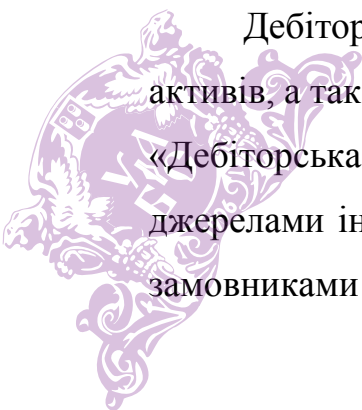 Дебітор
активів, а так
«Дебіторська
джерелами ін
замовниками